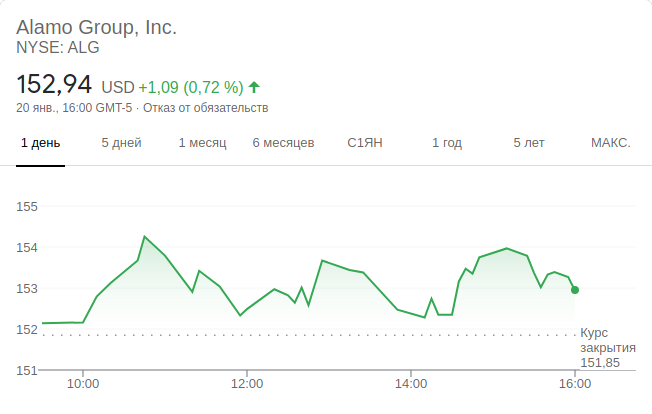 Alamo Group, Inc.
NYSE: ALG
152,94 USD +1,09 (0,72 %)
20 янв., 16:00 GMT-5 · Отказ от обязательств
1 день 5 дней 1 месяц 6 месяцев С1ЯН 1 год 5 лет МАКС.
155
154
153
152
Курс
закрытия
151,85
151
10:00 12:00 14:00 16:00